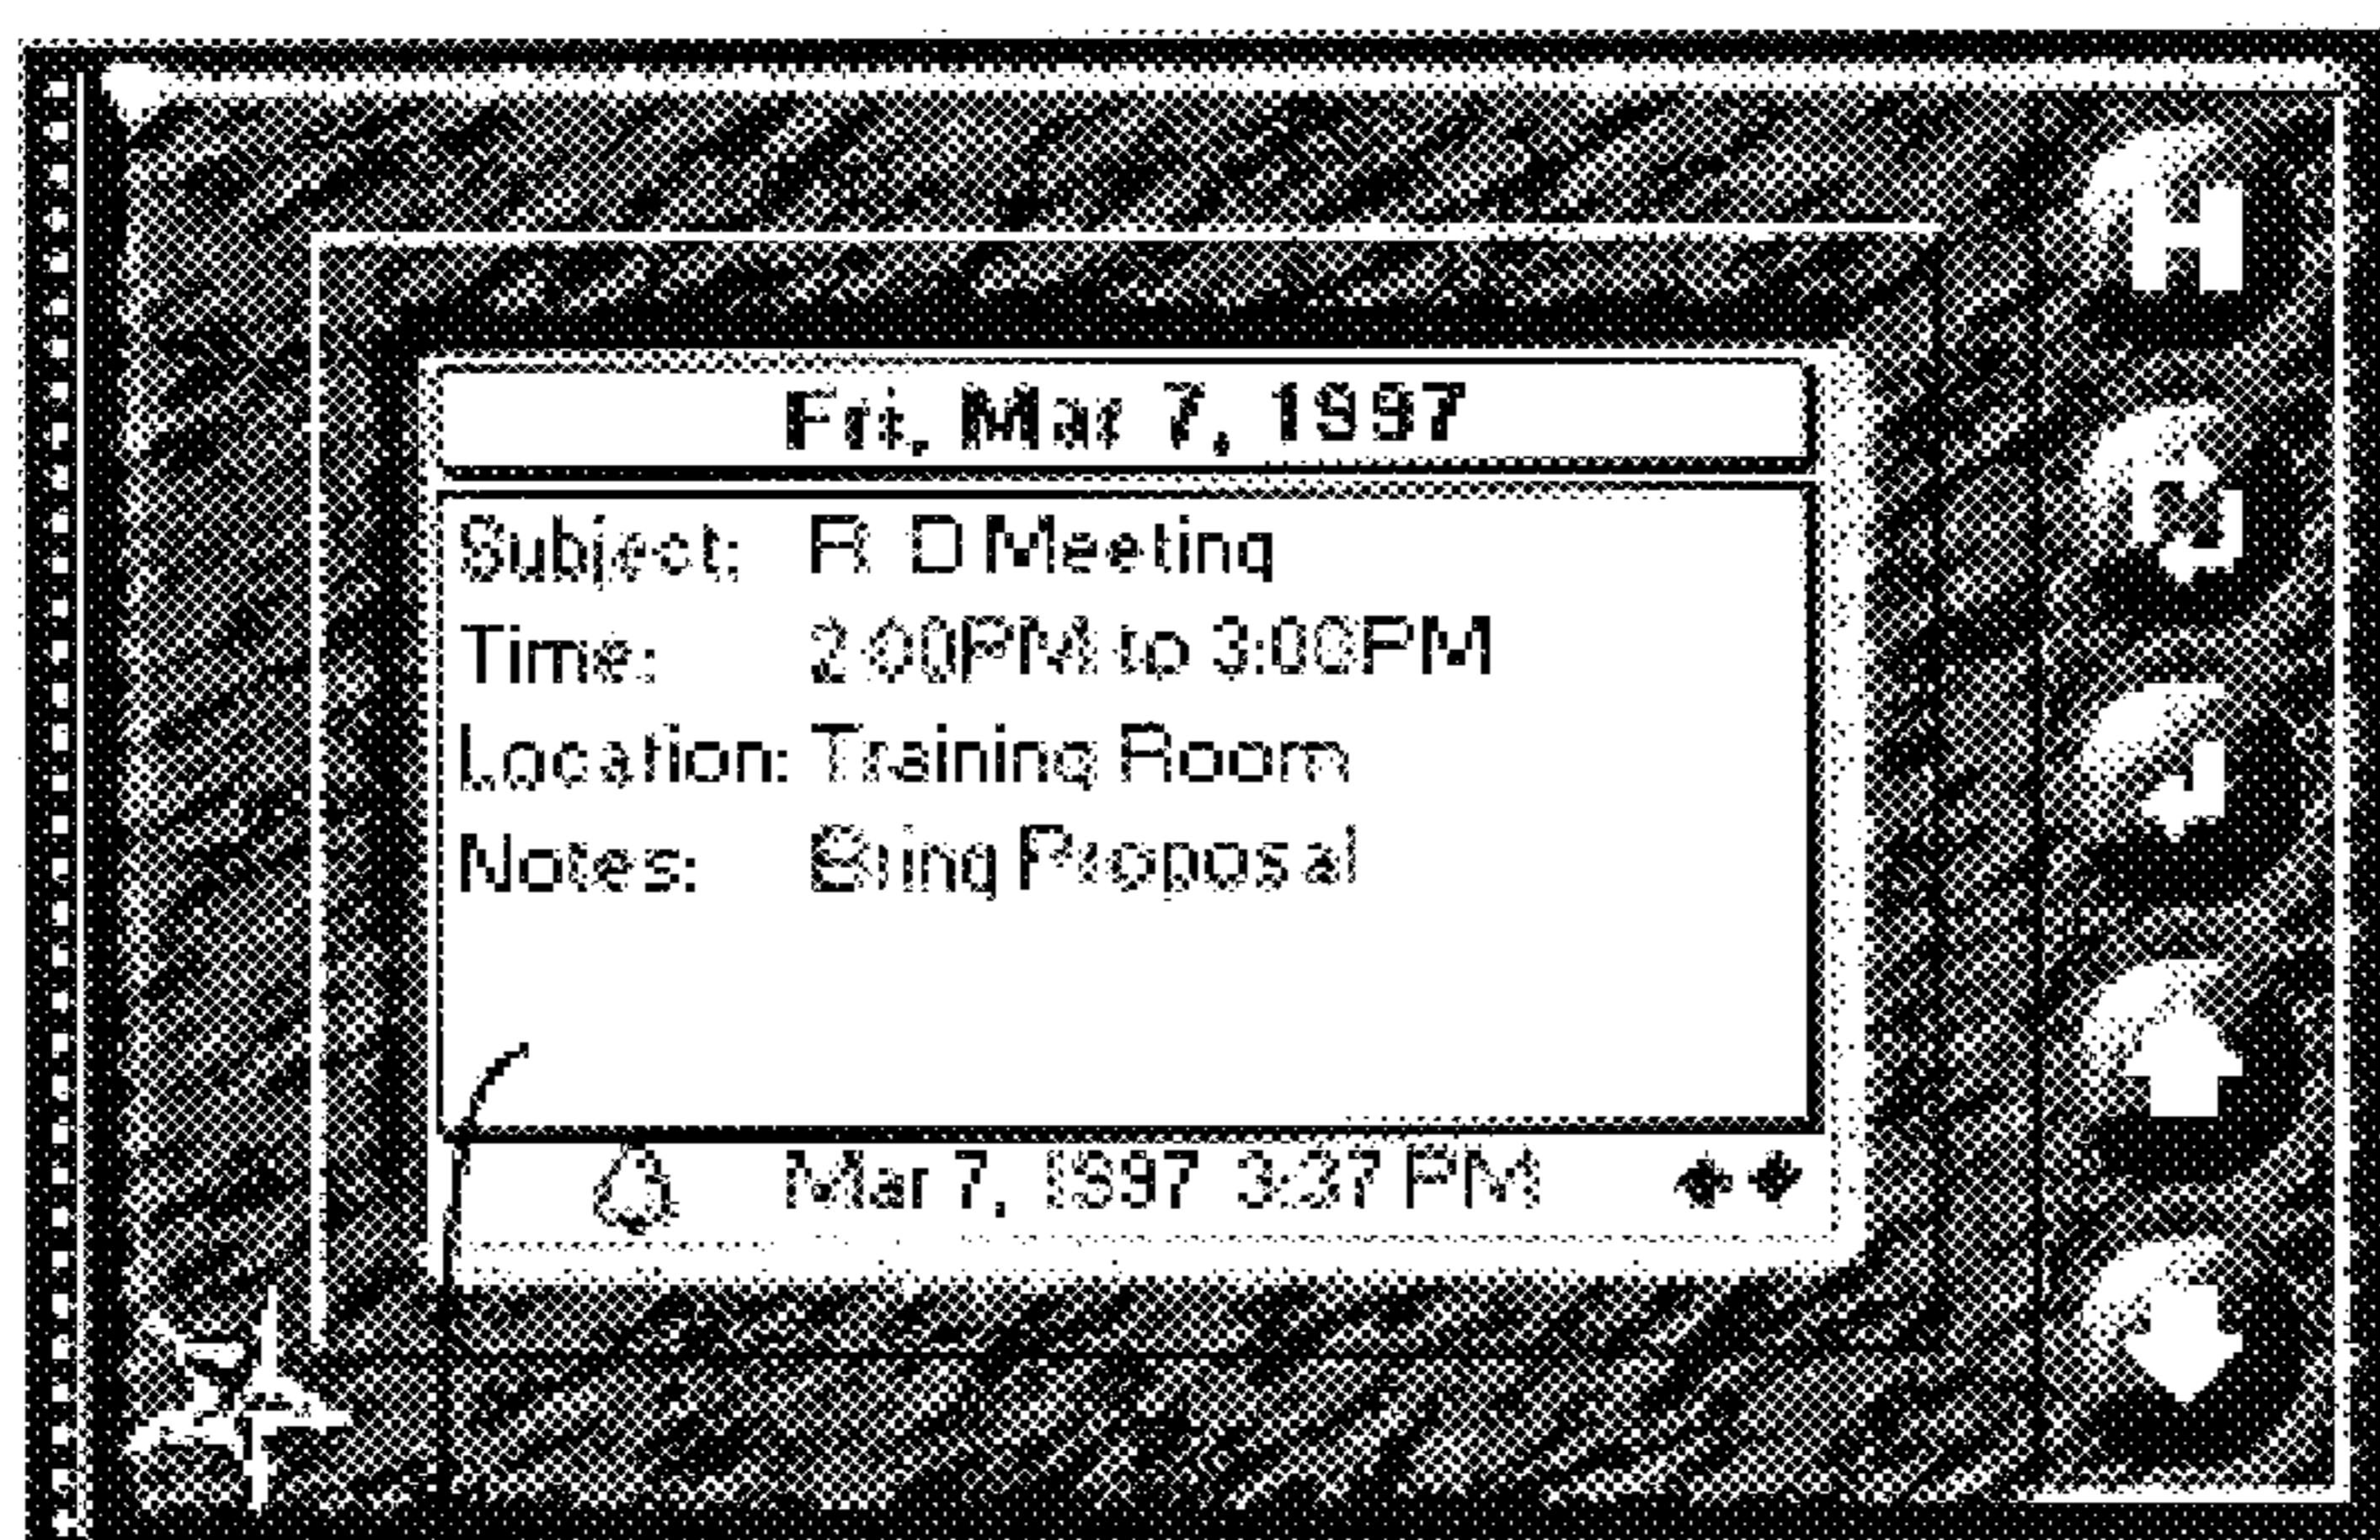 H
Fri, Mar 7, 1997
Subject: R D Meeting
Time: 2:00PM to 3:00PM
Location: Training Room
Notes: Bring Proposal
Mar 7, 1997 3:37 PM